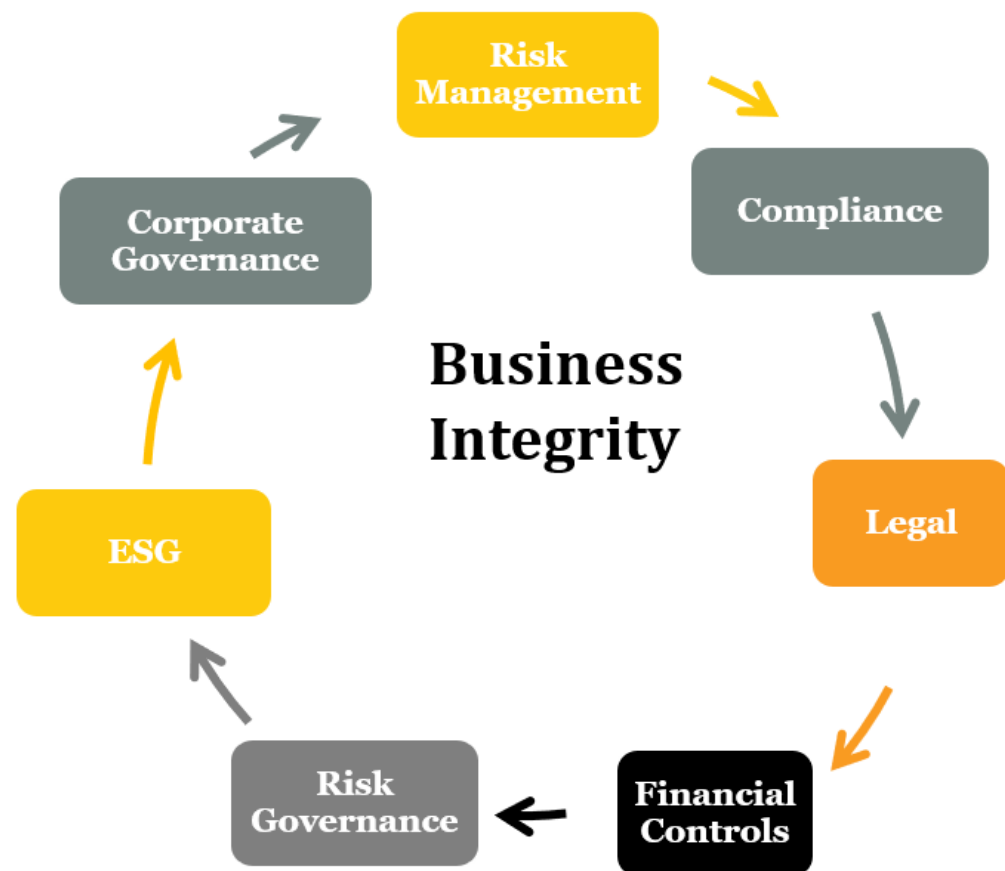 Risk
Management
Compliance
Corporate
Governance
Business
Integrity
Legal
ESG
Risk
Governance
Financial
Controls